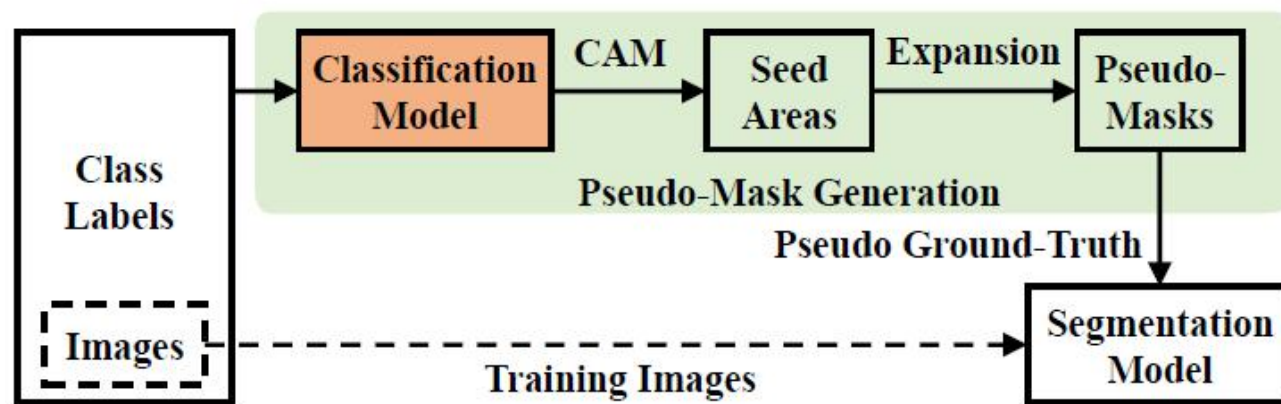 Classification
Model
CAM
Seed
Areas
Expansion
Pseudo-
Masks
Class
Labels
Pseudo-Mask Generation
Pseudo Ground-Truth
Images
Training Images
Segmentation
Model